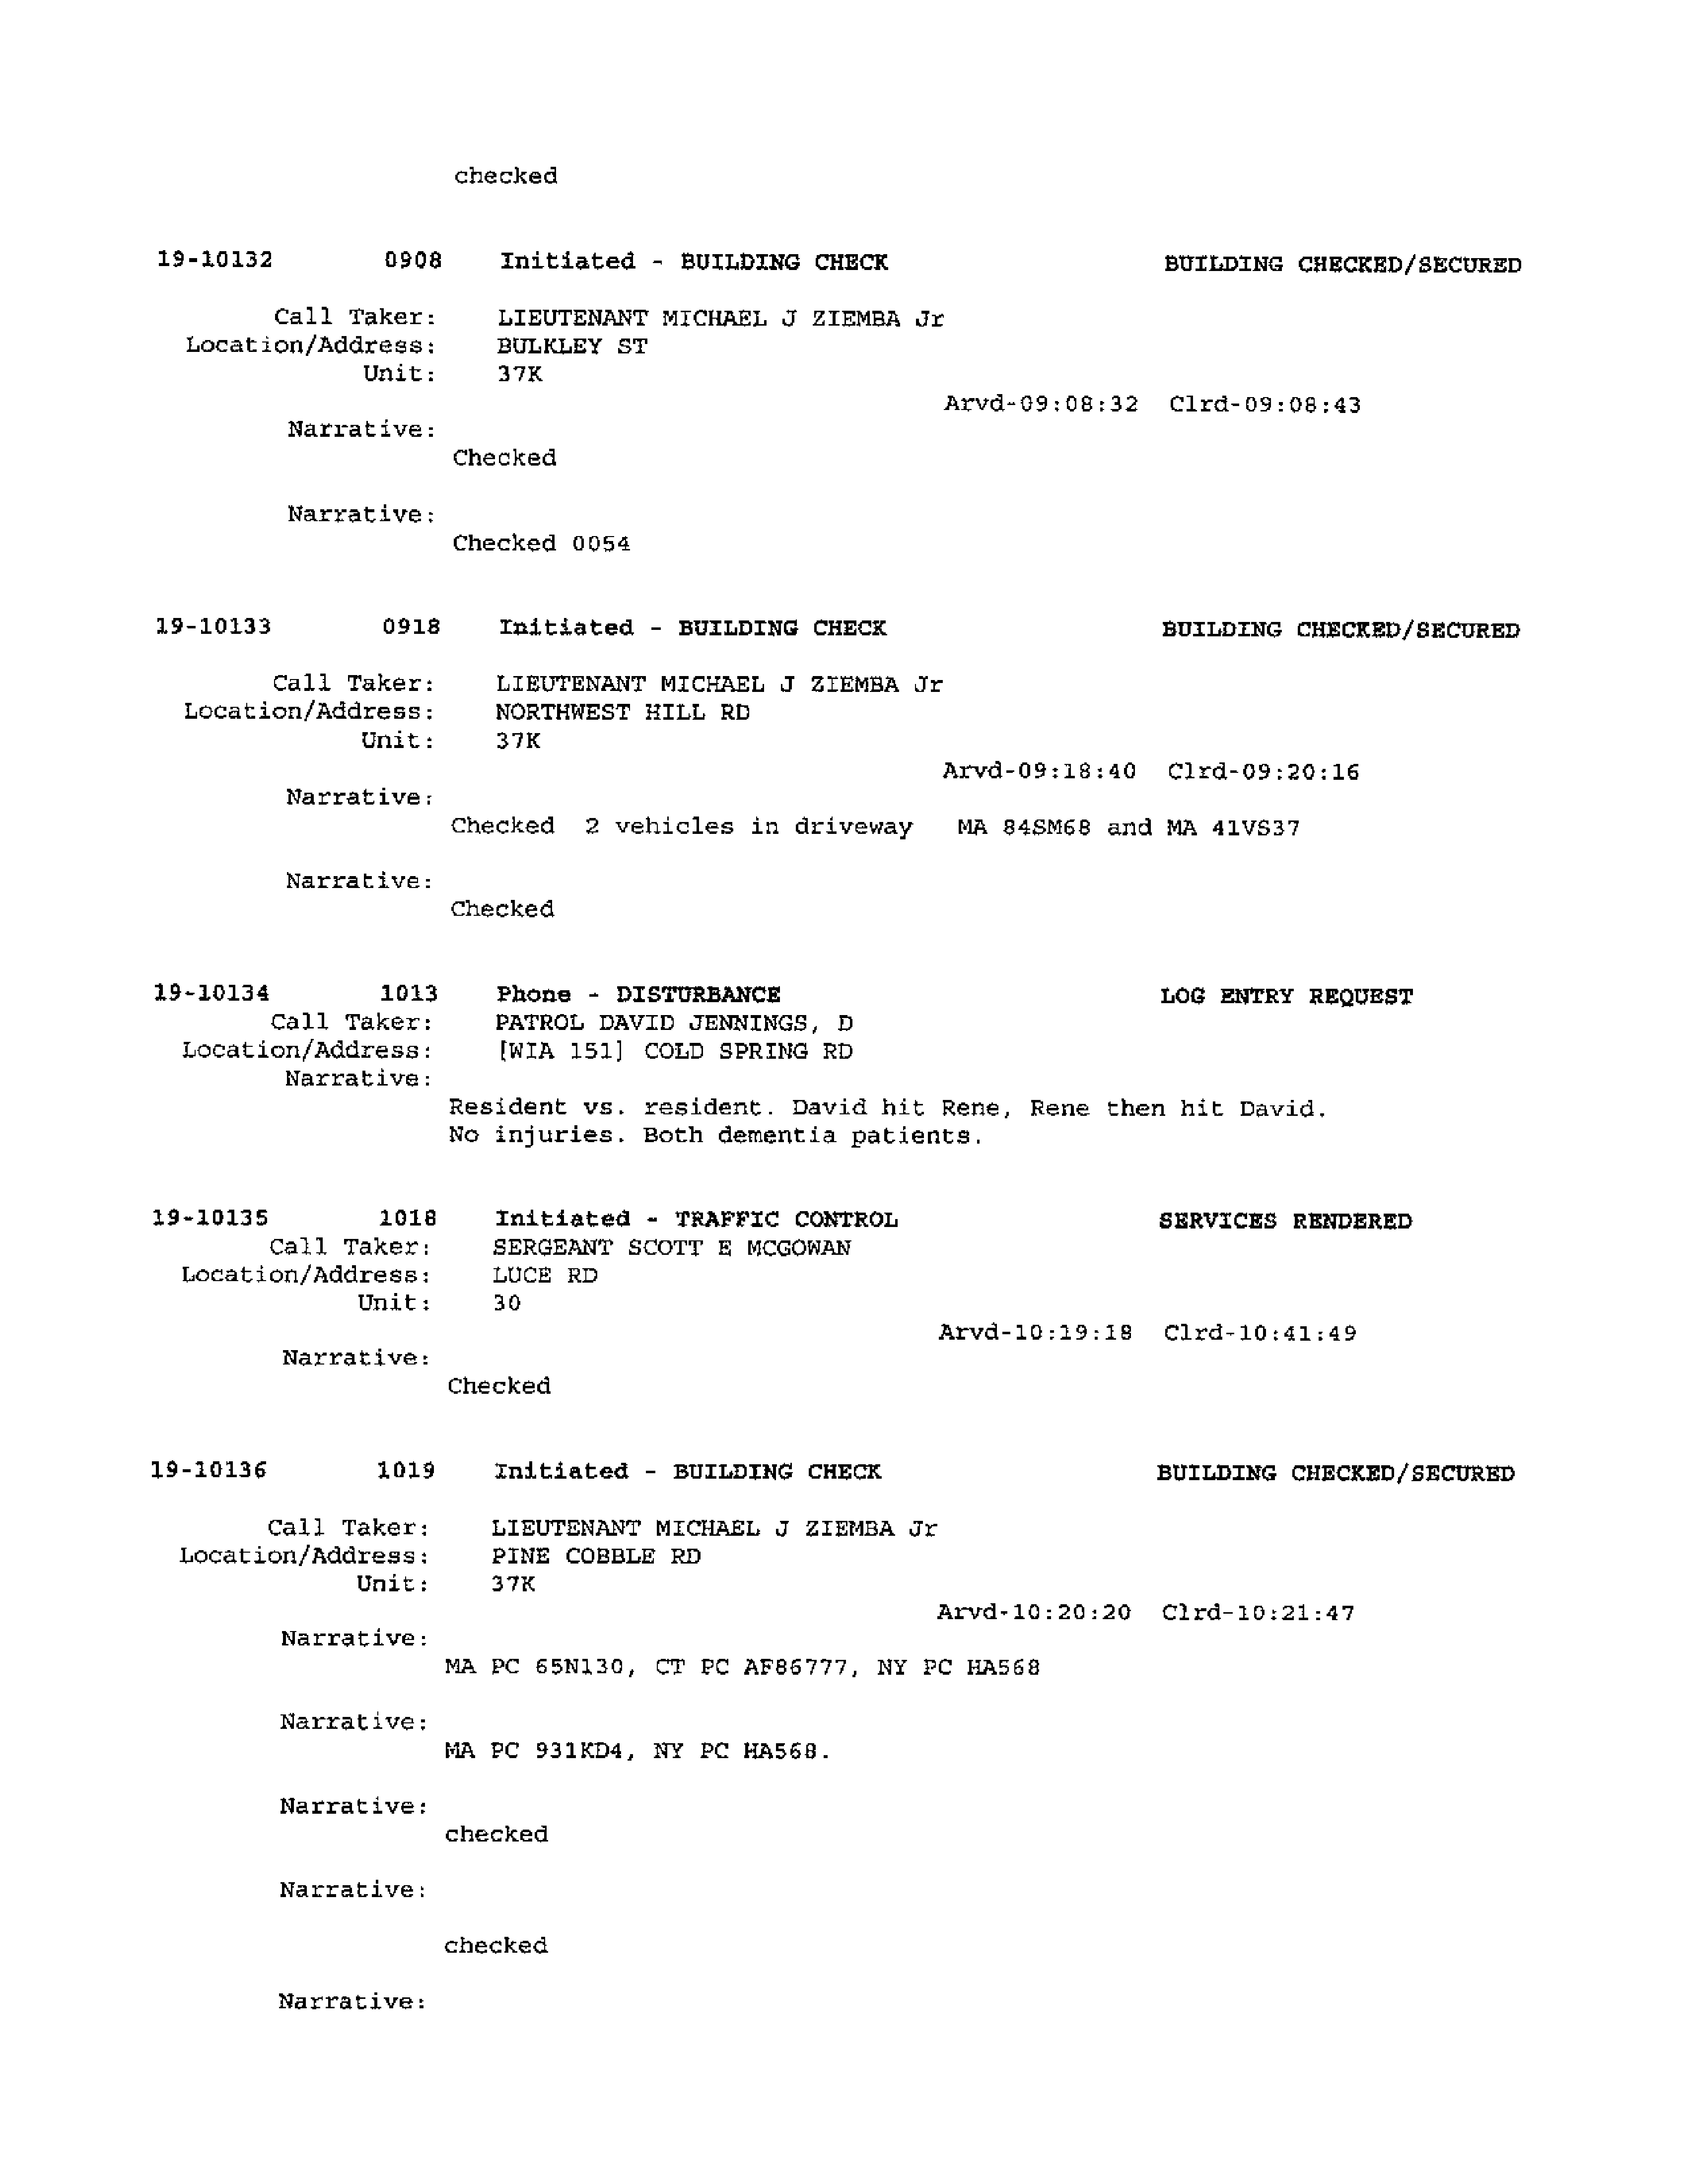 checked
19-10132 0908 Initiated - BUILDING CHECK BUILDING CHECKED/SECURED
Call Taker: LIEUTENANT MICHAEL J ZIEMBA Jr
Location/Address: BULKLEY ST
Unit: 37K
Arvd-09:08:32 Clrd-09:08:43
Narrative:
Checked
Narrative:
Checked 0054
19-10133 0918 Initiated - BUILDING CHECK BUILDING CHECKED/SECURED
Call Taker: LIEUTENANT MICHAEL J ZIEMBA Jr
Location/Address: NORTHWEST HILL RD
Unit: 37K
Arvd-09:18:40 Clrd-09:20:16
Narrative:
Checked 2 vehicles in driveway MA 84SM68 and MA 41VS37
Narrative:
Checked
19-10134 1013 Phone - DISTURBANCE LOG ENTRY REQUEST
Call Taker: PATROL DAVID JENNINGS, D
Location/Address: [WIA 151] COLD SPRING RD
Narrative:
Resident vs. resident. David hit Rene, Rene then hit David.
No injuries. Both dementia patients.
19-10135 1018 Initiated - TRAFFIC CONTROL SERVICES RENDERED
Call Taker: SERGEANT SCOTT E MCGOWAN
Location/Address: LUCE RD
Unit: 30
Arvd-10:19:18 Clrd-10:41:49
Narrative:
Checked
19-10136 1019 Initiated - BUILDING CHECK BUILDING CHECKED/SECURED
Call Taker: LIEUTENANT MICHAEL J ZIEMBA Jr
Location/Address: PINE COBBLE RD
Unit: 37K
Arvd-10:20:20 Clrd-10:21:47
Narrative:
MA PC 65N130, CT PC AF86777, NY PC HA568
Narrative:
MA PC 931KD4, NY PC HA568.
Narrative:
checked
Narrative:
checked
Narrative: